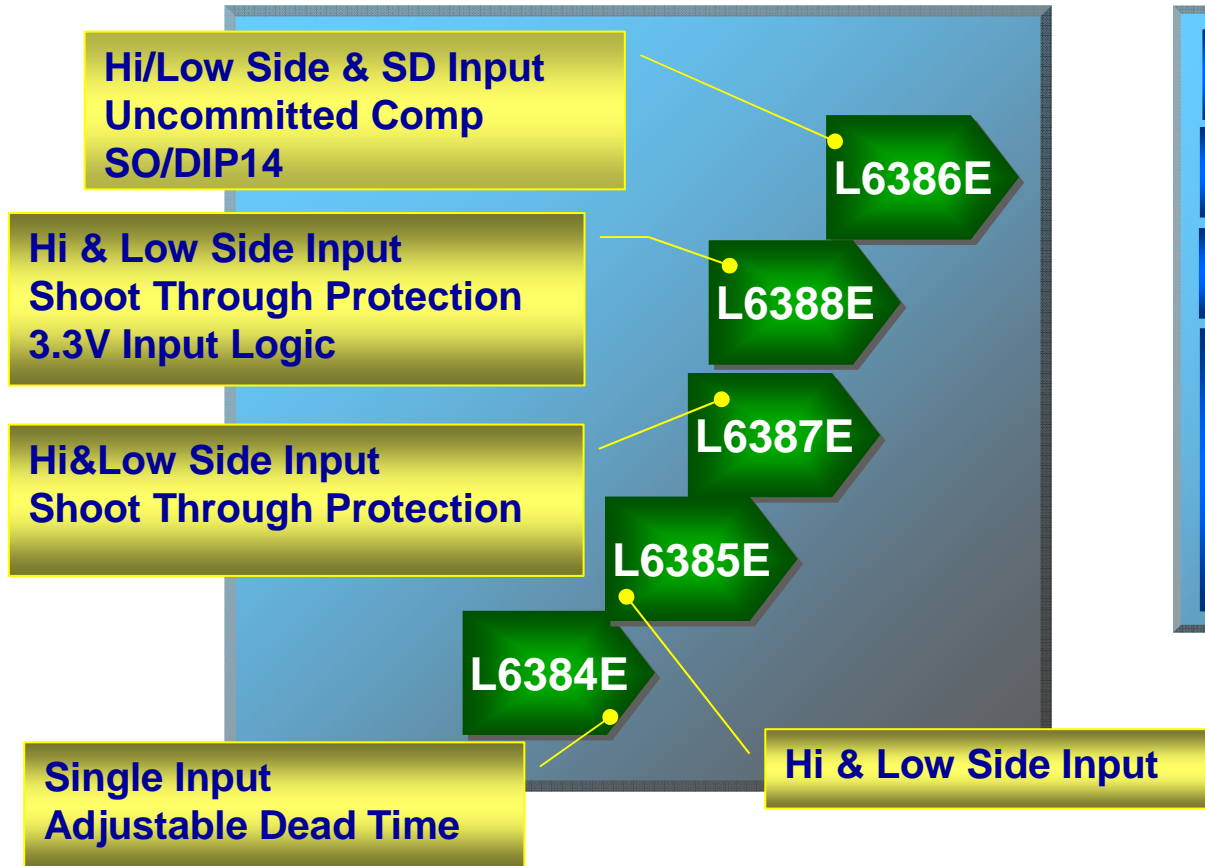 Hi/Low Side & SD Input
Uncommitted Comp
SO/DIP14
L6386E
Hi & Low Side Input
Shoot Through Protection
3.3V Input Logic
L6388E
Hi&Low Side Input
Shoot Through Protection
L6387E
L6385E
L6384E
Single Input
Adjustable Dead Time
Hi & Low Side Input